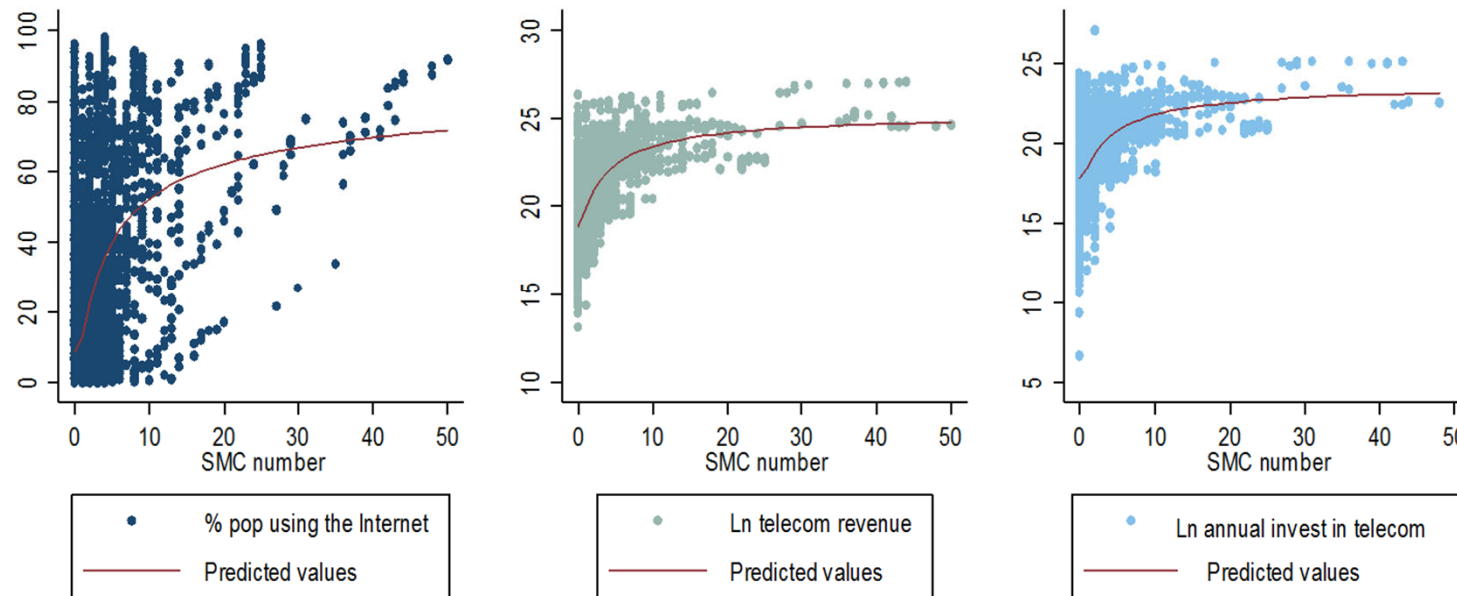 100
80
60
40
20
0
0 10 20 30 40 50
SMC number
% pop using the Internet
Predicted values
30
25
20
15
10
0 10 20 30 40 50
SMC number
Ln telecom revenue
Predicted values
25
20
15
10
5
0 10 20 30 40
SMC number
Ln annual invest in telecom
Predicted values